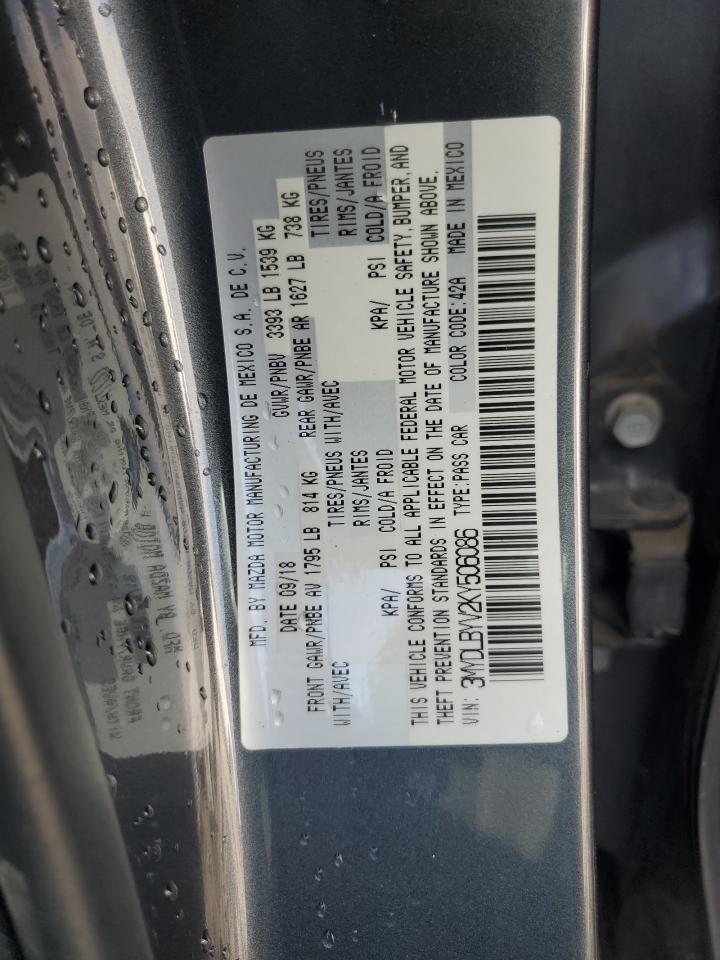 MFD. BY MAZDA MOTOR MANUFACTURING DE MEXICO S.A. DE C.V.
DATE 09/18 GVWR/PNBV 3393 LB 1539 KG
FRONT GAWR/PNBE AV 1795 LB 814 KG REAR GAWR/PNBE AR 1627 LB 738 KG
WITH/AVEC TIRES/PNEUS WITH/AVEC TIRES/PNEUS
RIMS/JANTES RIMS/JANTES
KPA/ PSI COLD/A FROID KPA/ PSI COLD/A FROID
THIS VEHICLE CONFORMS TO ALL APPLICABLE FEDERAL MOTOR VEHICLE SAFETY, BUMPER, AND
THEFT PREVENTION STANDARDS IN EFFECT ON THE DATE OF MANUFACTURE SHOWN ABOVE.
VIN: 3MYDLBYV2KY506086 TYPE:PASS CAR COLOR CODE:42A MADE IN MEXICO